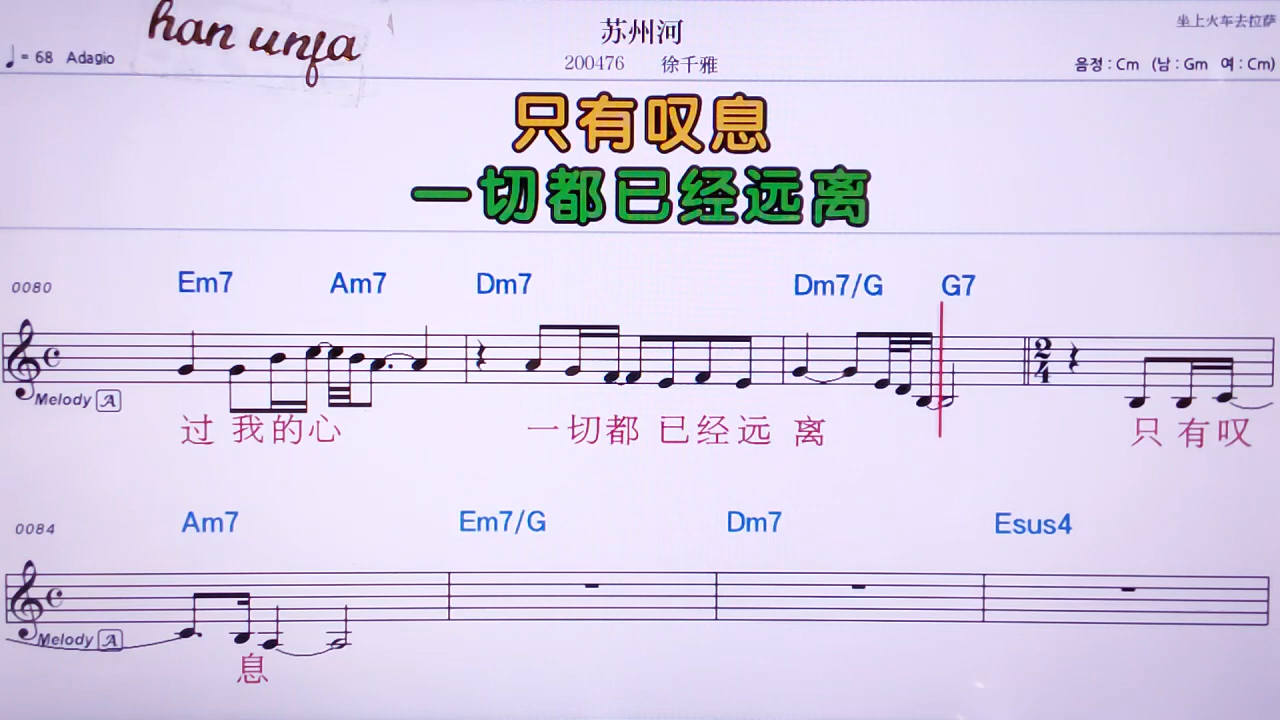 han unfa
苏州河
坐上火车去拉萨
♩= 68 Adagio
200476 徐千雅
음정 : Cm (남 : Gm 여 : Cm)
只有叹息
一切都已经远离
0080 Em7 Am7 Dm7 Dm7/G G7
2/4
Melody A
过 我的心 一切都 已经远 离 只 有叹
0084 Am7 Em7/G Dm7 Esus4
Melody A
息